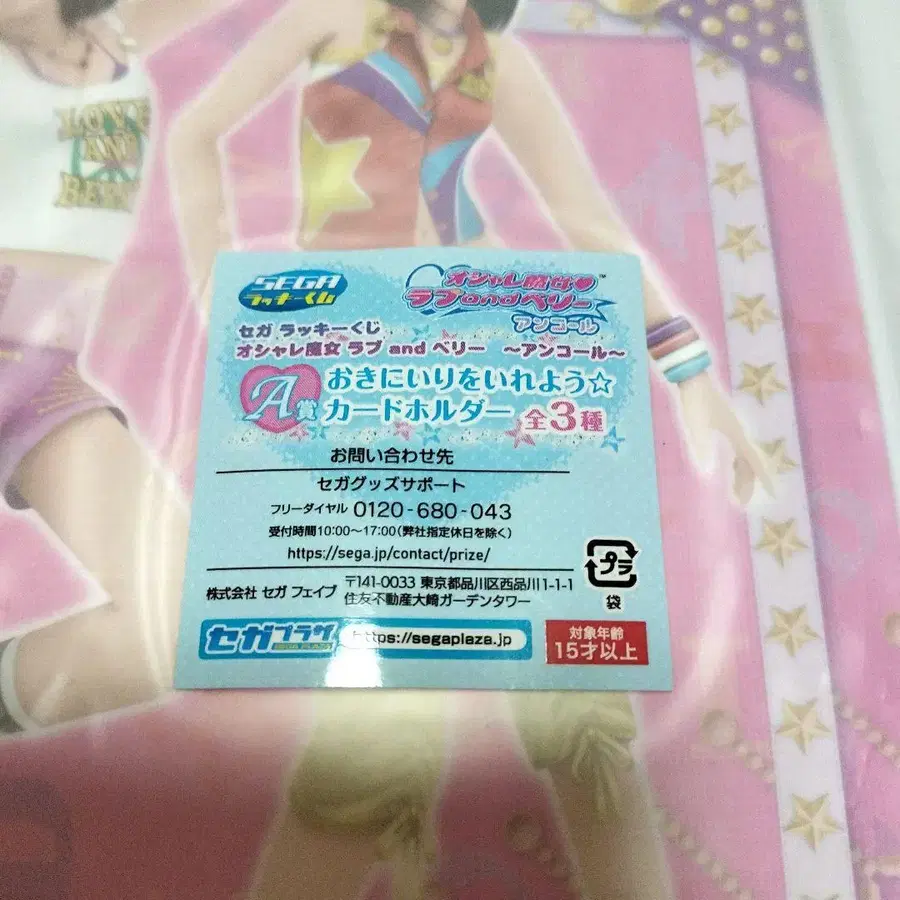 LOVE
AND
BERRY
SEGA
ラッキーくじ
オシャレ魔女♥™
ラブandベリー
アンコール
セガ ラッキーくじ
オシャレ魔女 ラブ and ベリー ～アンコール～
A賞
おきにいりをいれよう☆
カードホルダー 全3種
お問い合わせ先
セガグッズサポート
フリーダイヤル 0120-680-043
受付時間10:00～17:00(弊社指定休日を除く)
https://sega.jp/contact/prize/
株式会社 セガ フェイブ
〒141-0033 東京都品川区西品川1-1-1
住友不動産大崎ガーデンタワー
プラ
袋
セガプラザ
SEGA PLAZA
https://segaplaza.jp
対象年齢
15才以上